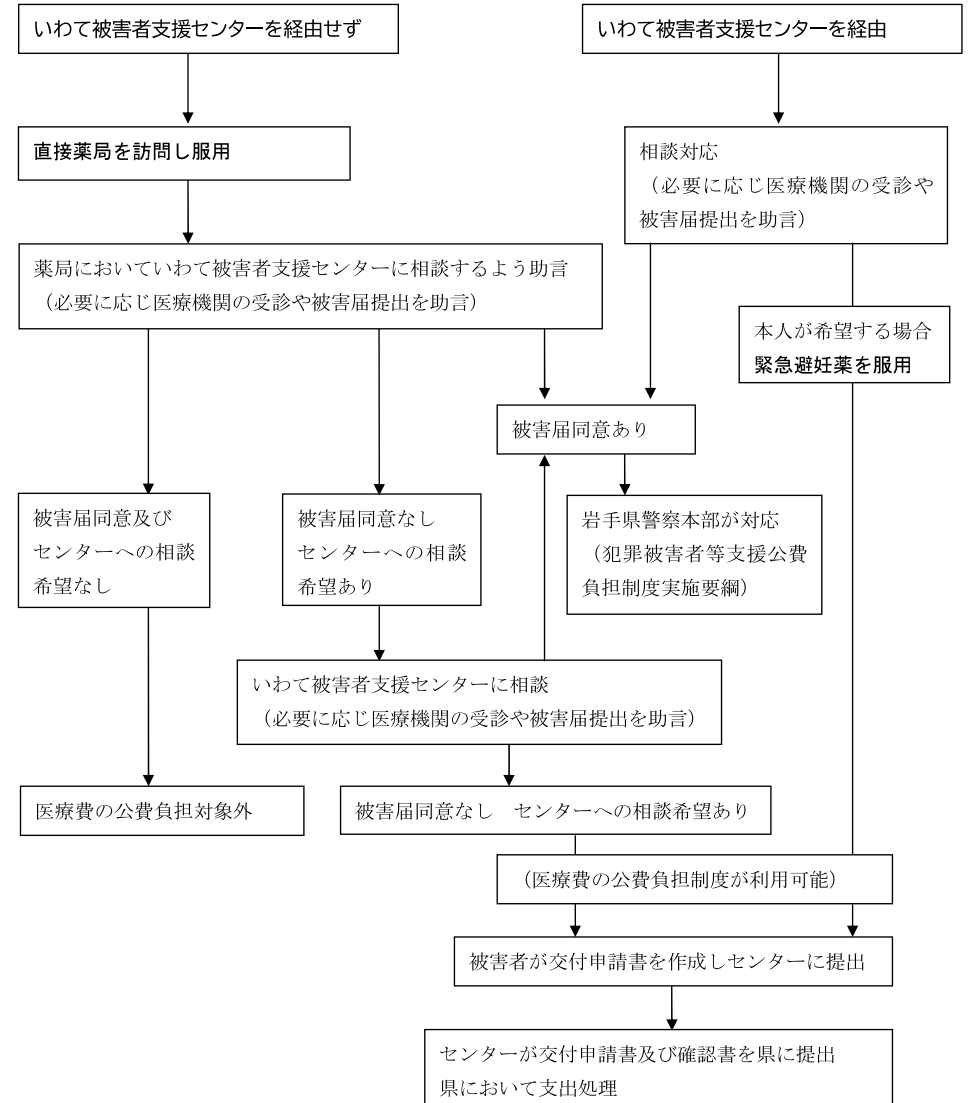 いわて被害者支援センターを経由せず
いわて被害者支援センターを経由
直接薬局を訪問し服用
相談対応
（必要に応じ医療機関の受診や
被害届提出を助言）
薬局においていわて被害者支援センターに相談するよう助言
（必要に応じ医療機関の受診や被害届提出を助言）
本人が希望する場合
緊急避妊薬を服用
被害届同意あり
被害届同意及び
センターへの相談
希望なし
被害届同意なし
センターへの相談
希望あり
岩手県警察本部が対応
（犯罪被害者等支援公費
負担制度実施要綱）
いわて被害者支援センターに相談
（必要に応じ医療機関の受診や被害届提出を助言）
医療費の公費負担対象外
被害届同意なし　センターへの相談希望あり
（医療費の公費負担制度が利用可能）
被害者が交付申請書を作成しセンターに提出
センターが交付申請書及び確認書を県に提出
県において支出処理